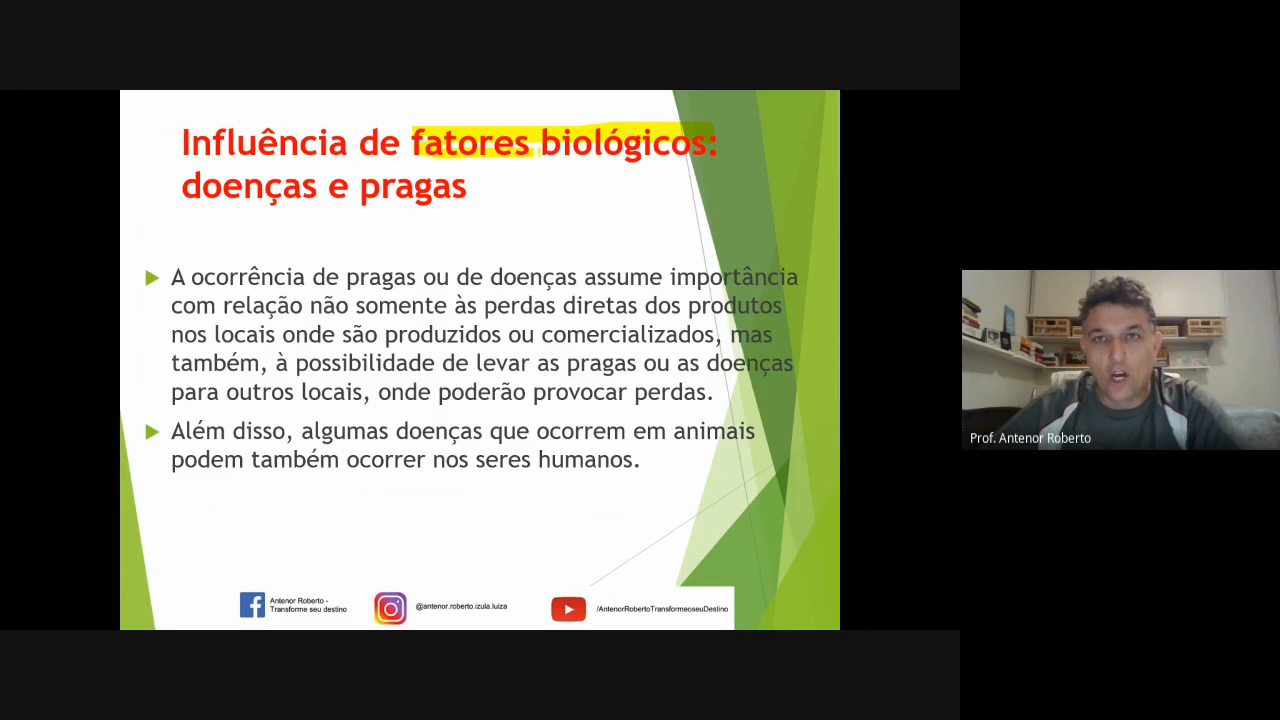 Influência de fatores biológicos:
doenças e pragas
A ocorrência de pragas ou de doenças assume importância
com relação não somente às perdas diretas dos produtos
nos locais onde são produzidos ou comercializados, mas
também, à possibilidade de levar as pragas ou as doenças
para outros locais, onde poderão provocar perdas.
Além disso, algumas doenças que ocorrem em animais
podem também ocorrer nos seres humanos.
Antenor Roberto -
Transforme seu destino
@antenor.roberto.izula.luiza
/AntenorRobertoTransformeoseuDestino
Prof. Antenor Roberto